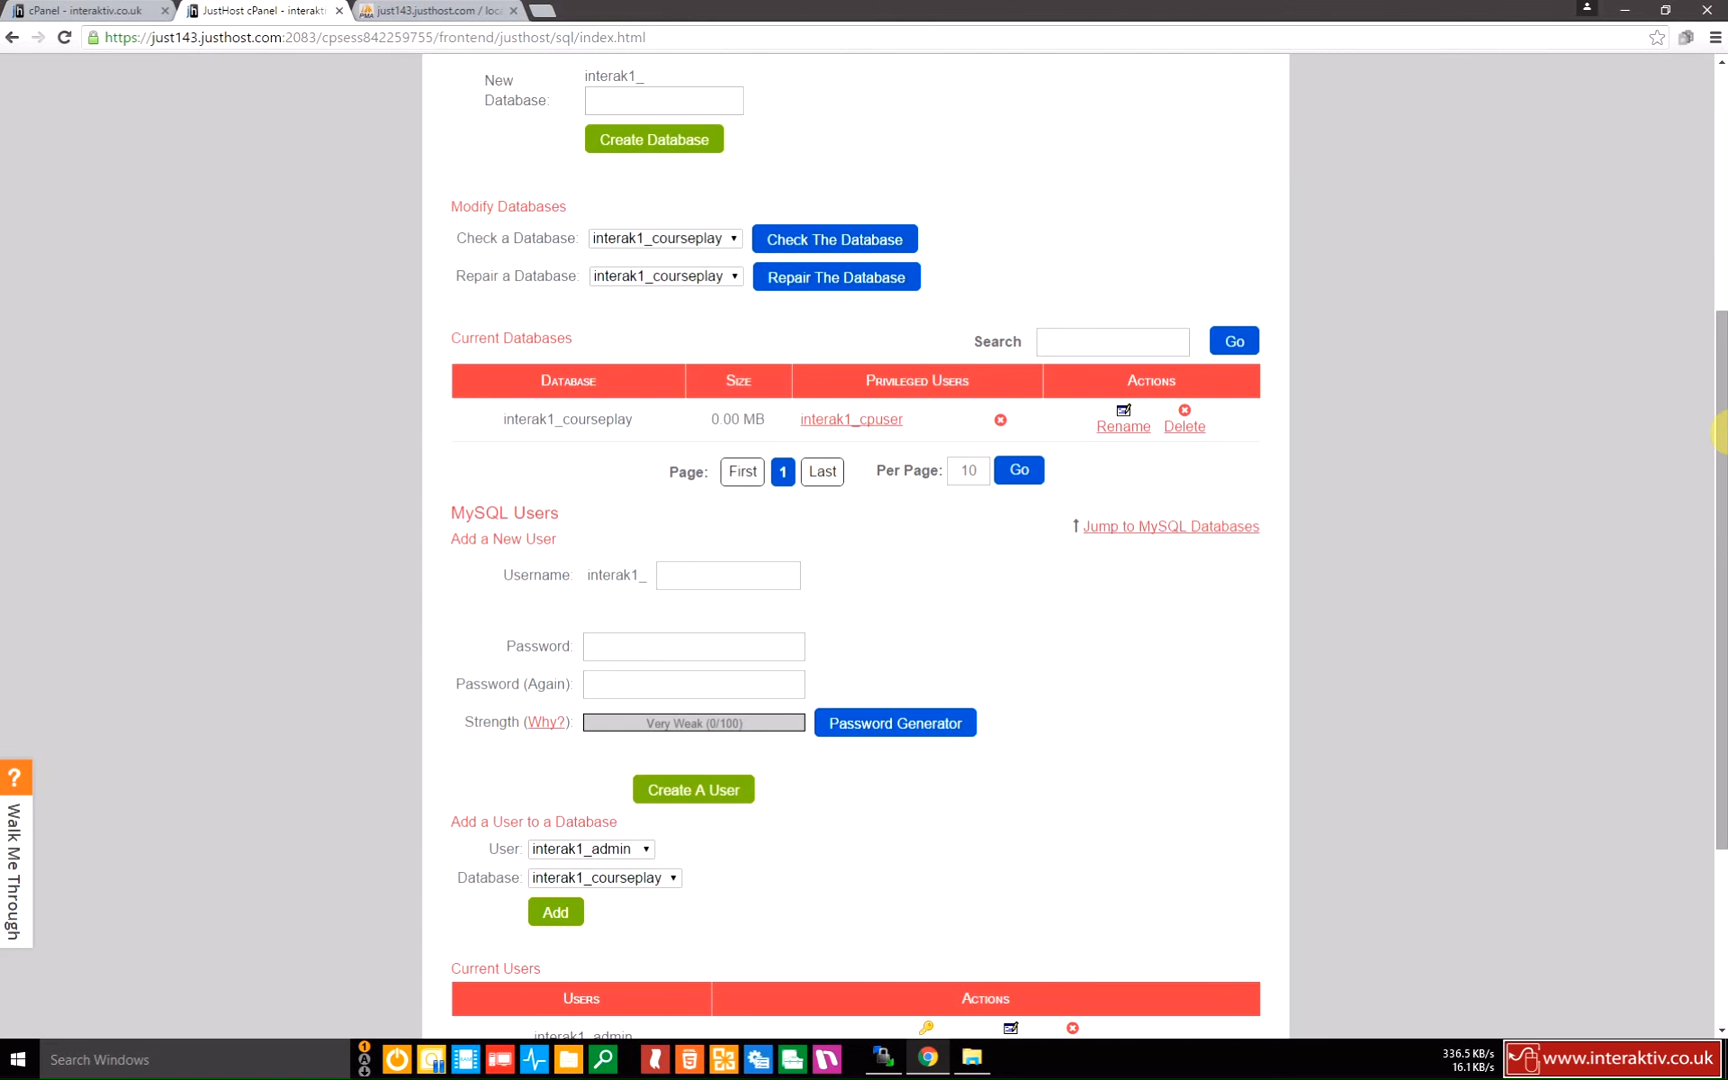 cPanel - interaktiv.co.uk
JustHost cPanel - interakti
just143.justhost.com / loca
https://just143.justhost.com:2083/cpsess842259755/frontend/justhost/sql/index.html
New Database:
interak1_
Create Database
Modify Databases
Check a Database: interak1_courseplay Check The Database
Repair a Database: interak1_courseplay Repair The Database
Current Databases
Search Go
Database Size Privileged Users Actions
interak1_courseplay 0.00 MB interak1_cpuser Rename Delete
Page: First 1 Last Per Page: 10 Go
MySQL Users
Jump to MySQL Databases
Add a New User
Username: interak1_
Password:
Password (Again):
Strength (Why?): Very Weak (0/100) Password Generator
Create A User
Add a User to a Database
User: interak1_admin
Database: interak1_courseplay
Add
Current Users
Users Actions
interak1_admin
? Walk Me Through
Search Windows
336.5 KB/s
16.1 KB/s
www.interaktiv.co.uk